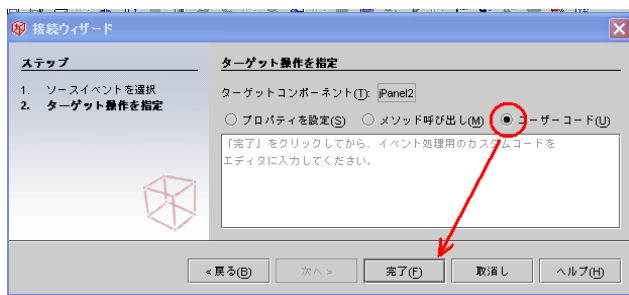 接続ウィザード
ステップ
1. ソースイベントを選択
2. ターゲット操作を指定
ターゲット操作を指定
ターゲットコンポーネント(T): jPanel2
プロパティを設定(S) メソッド呼び出し(M) ユーザーコード(U)
「完了」をクリックしてから、イベント処理用のカスタムコードを
エディタに入力してください。
<戻る(B) 次へ> 完了(F) 取消し ヘルプ(H)